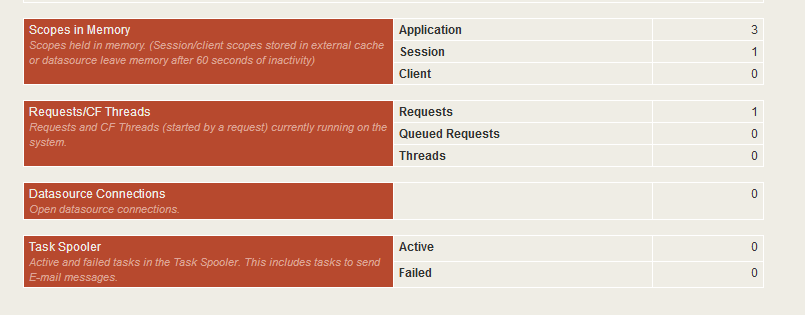 Scopes in Memory
Scopes held in memory. (Session/client scopes stored in external cache
or datasource leave memory after 60 seconds of inactivity)
Application 3
Session 1
Client 0
Requests/CF Threads
Requests and CF Threads (started by a request) currently running on the
system.
Requests 1
Queued Requests 0
Threads 0
Datasource Connections
Open datasource connections.
0
Task Spooler
Active and failed tasks in the Task Spooler. This includes tasks to send
E-mail messages.
Active 0
Failed 0